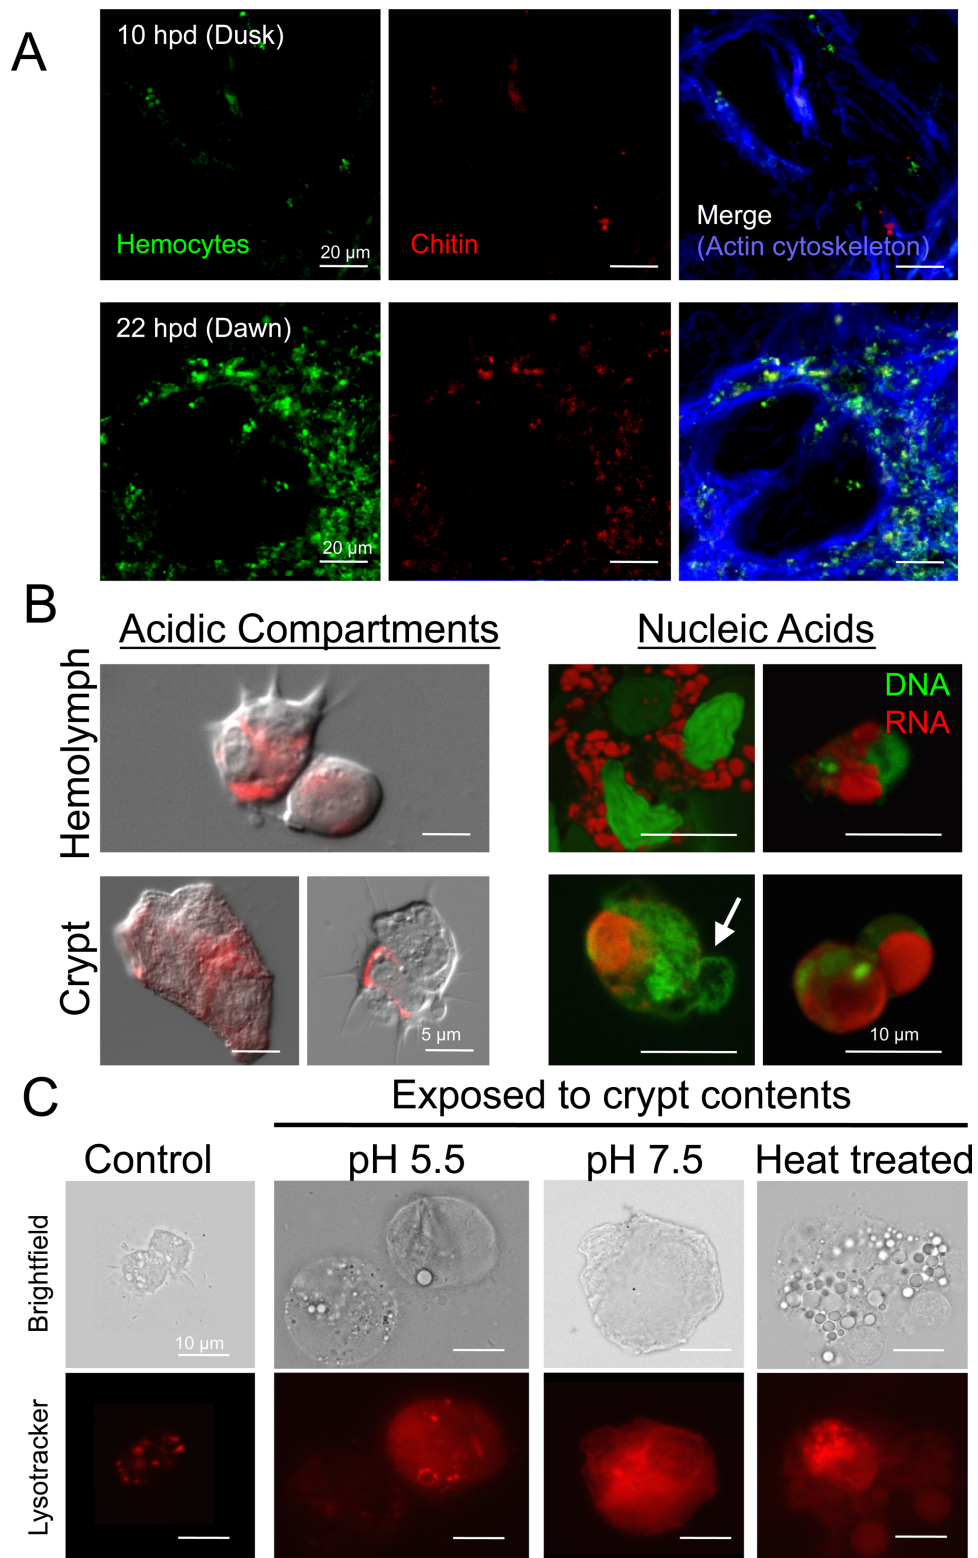 A
10 hpd (Dusk)
Hemocytes
20 µm
Chitin
Merge
(Actin cytoskeleton)
22 hpd (Dawn)
20 µm
B
Acidic Compartments
Nucleic Acids
Hemolymph
DNA
RNA
Crypt
5 µm
10 µm
C
Exposed to crypt contents
Control
pH 5.5
pH 7.5
Heat treated
Brightfield
10 µm
Lysotracker